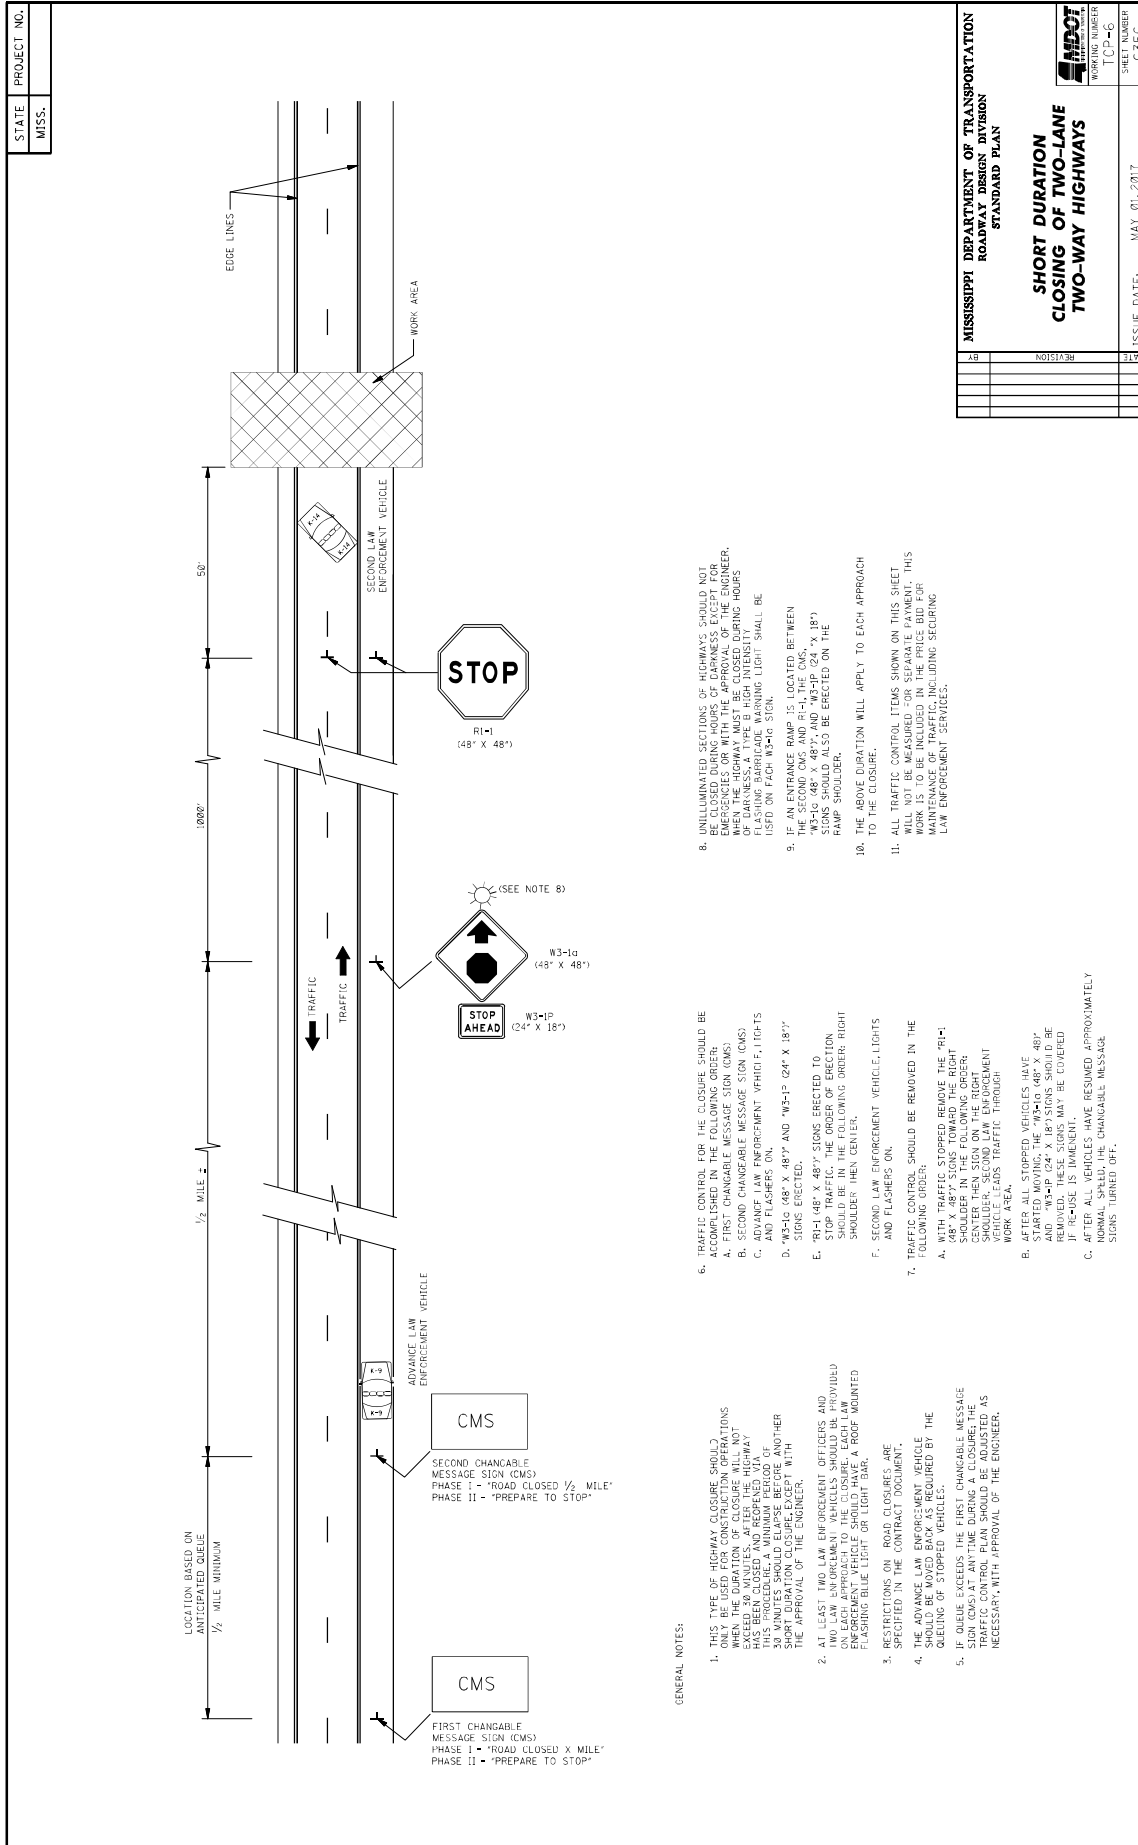 STATE PROJECT NO.
MISS.
LOCATION BASED ON
ANTICIPATED QUEUE
½ MILE MINIMUM
½ MILE ±
1000'
50'
EDGE LINES
WORK AREA
SECOND LAW
ENFORCEMENT VEHICLE
K-14
K-14
STOP
R1-1
(48" X 48")
TRAFFIC
TRAFFIC
(SEE NOTE 8)
W3-1a
(48" X 48")
STOP
AHEAD
W3-1P
(24" X 18")
ADVANCE LAW
ENFORCEMENT VEHICLE
K-9
K-9
CMS
SECOND CHANGABLE
MESSAGE SIGN (CMS)
PHASE I - "ROAD CLOSED ½ MILE"
PHASE II - "PREPARE TO STOP"
CMS
FIRST CHANGABLE
MESSAGE SIGN (CMS)
PHASE I - "ROAD CLOSED X MILE"
PHASE II - "PREPARE TO STOP"
GENERAL NOTES:
1. THIS TYPE OF HIGHWAY CLOSURE SHOULD
ONLY BE USED FOR CONSTRUCTION OPERATIONS
WHEN THE DURATION OF CLOSURE WILL NOT
EXCEED 30 MINUTES. AFTER THE HIGHWAY
HAS BEEN CLOSED AND REOPENED VIA
THIS PROCEDURE, A MINIMUM PERIOD OF
30 MINUTES SHOULD ELAPSE BEFORE ANOTHER
SHORT DURATION CLOSURE, EXCEPT WITH
THE APPROVAL OF THE ENGINEER.
2. AT LEAST TWO LAW ENFORCEMENT OFFICERS AND
TWO LAW ENFORCEMENT VEHICLES SHOULD BE PROVIDED
ON EACH APPROACH TO THE CLOSURE. EACH LAW
ENFORCEMENT VEHICLE SHOULD HAVE A ROOF MOUNTED
FLASHING BLUE LIGHT OR LIGHT BAR.
3. RESTRICTIONS ON ROAD CLOSURES ARE
SPECIFIED IN THE CONTRACT DOCUMENT.
4. THE ADVANCE LAW ENFORCEMENT VEHICLE
SHOULD BE MOVED BACK AS REQUIRED BY THE
QUEUING OF STOPPED VEHICLES.
5. IF QUEUE EXCEEDS THE FIRST CHANGABLE MESSAGE
SIGN (CMS) AT ANYTIME DURING A CLOSURE, THE
TRAFFIC CONTROL PLAN SHOULD BE ADJUSTED AS
NECESSARY, WITH APPROVAL OF THE ENGINEER.
6. TRAFFIC CONTROL FOR THE CLOSURE SHOULD BE
ACCOMPLISHED IN THE FOLLOWING ORDER:
A. FIRST CHANGABLE MESSAGE SIGN (CMS)
B. SECOND CHANGEABLE MESSAGE SIGN (CMS)
C. ADVANCE LAW ENFORCEMENT VEHICLE, LIGHTS
AND FLASHERS ON.
D. "W3-1a (48" X 48")" AND "W3-1P (24" X 18")"
SIGNS ERECTED.
E. "R1-1 (48" X 48")" SIGNS ERECTED TO
STOP TRAFFIC. THE ORDER OF ERECTION
SHOULD BE IN THE FOLLOWING ORDER: RIGHT
SHOULDER THEN CENTER.
F. SECOND LAW ENFORCEMENT VEHICLE, LIGHTS
AND FLASHERS ON.
7. TRAFFIC CONTROL SHOULD BE REMOVED IN THE
FOLLOWING ORDER:
A. WITH TRAFFIC STOPPED REMOVE THE "R1-1
(48" X 48")" SIGNS TOWARD THE RIGHT
SHOULDER IN THE FOLLOWING ORDER:
CENTER THEN SIGN ON THE RIGHT
SHOULDER, SECOND LAW ENFORCEMENT
VEHICLE LEADS TRAFFIC THROUGH
WORK AREA.
B. AFTER ALL STOPPED VEHICLES HAVE
STARTED MOVING, THE "W3-1a (48" X 48)"
AND "W3-1P (24" X 18") SIGNS SHOULD BE
REMOVED. THESE SIGNS MAY BE COVERED
IF RE-USE IS IMMENENT.
C. AFTER ALL VEHICLES HAVE RESUMED APPROXIMATELY
NORMAL SPEED, THE CHANGABLE MESSAGE
SIGNS TURNED OFF.
8. UNILLUMINATED SECTIONS OF HIGHWAYS SHOULD NOT
BE CLOSED DURING HOURS OF DARKNESS EXCEPT FOR
EMERGENCIES OR WITH THE APPROVAL OF THE ENGINEER.
WHEN THE HIGHWAY MUST BE CLOSED DURING HOURS
OF DARKNESS, A TYPE B HIGH INTENSITY
FLASHING BARRICADE WARNING LIGHT SHALL BE
USED ON EACH W3-1a SIGN.
9. IF AN ENTRANCE RAMP IS LOCATED BETWEEN
THE SECOND CMS AND R1-1, THE CMS,
"W3-1a (48" X 48")", AND "W3-1P (24 "X 18")
SIGNS SHOULD ALSO BE ERECTED ON THE
RAMP SHOULDER.
10. THE ABOVE DURATION WILL APPLY TO EACH APPROACH
TO THE CLOSURE.
11. ALL TRAFFIC CONTROL ITEMS SHOWN ON THIS SHEET
WILL NOT BE MEASURED FOR SEPARATE PAYMENT. THIS
WORK IS TO BE INCLUDED IN THE PRICE BID FOR
MAINTENANCE OF TRAFFIC, INCLUDING SECURING
LAW ENFORCEMENT SERVICES.
BY
REVISION
MISSISSIPPI DEPARTMENT OF TRANSPORTATION
ROADWAY DESIGN DIVISION
STANDARD PLAN
SHORT DURATION
CLOSING OF TWO-LANE
TWO-WAY HIGHWAYS
MDOT
WORKING NUMBER
TCP-6
SHEET NUMBER
ISSUE DATE: MAY 01, 2017